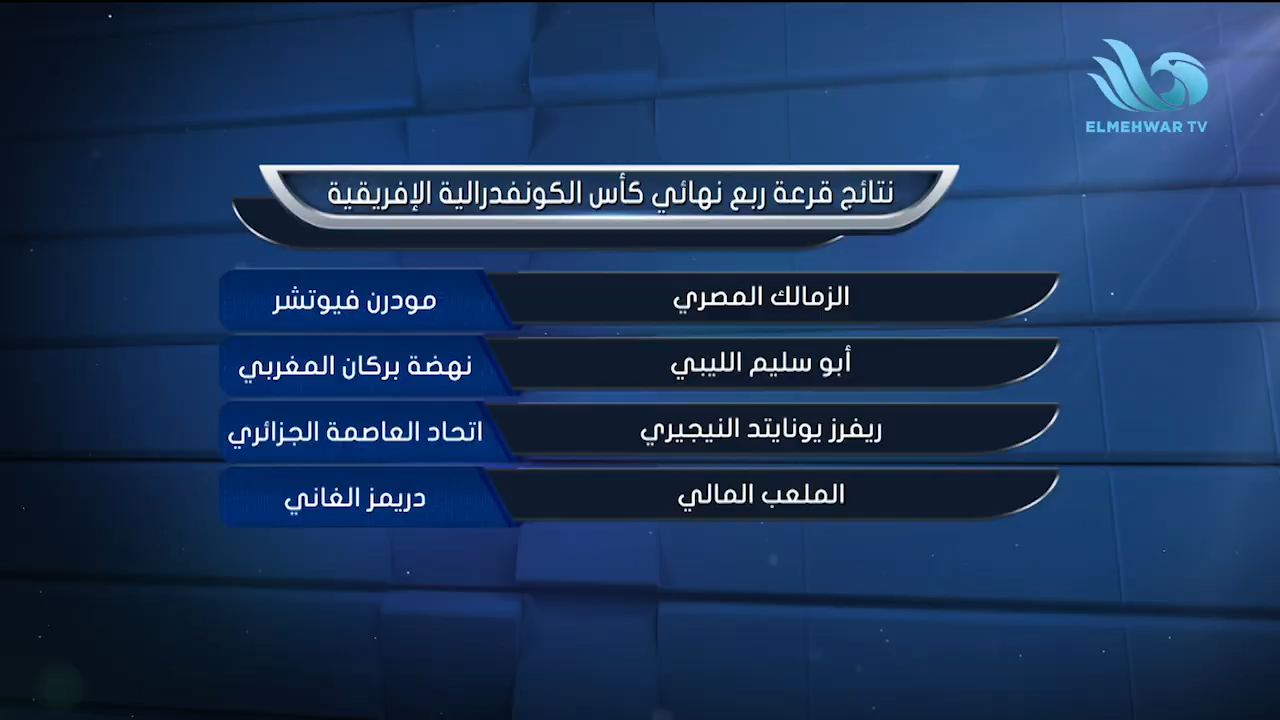 ELMEHWAR TV
نتائج قرعة ربع نهائي كأس الكونفدرالية الإفريقية
الزمالك المصري مودرن فيوتشر
أبو سليم الليبي نهضة بركان المغربي
ريفرز يونايتد النيجيري اتحاد العاصمة الجزائري
الملعب المالي دريمز الغاني